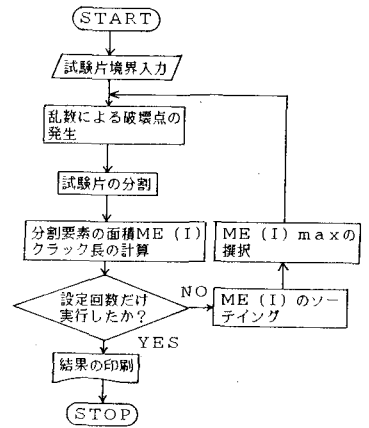 START
試験片境界入力
乱数による破壊点の
発生
試験片の分割
分割要素の面積ME(I)
クラック長の計算
ME(I)maxの
撰択
設定回数だけ
実行したか?
NO
ME(I)のソー
テイング
YES
結果の印刷
STOP